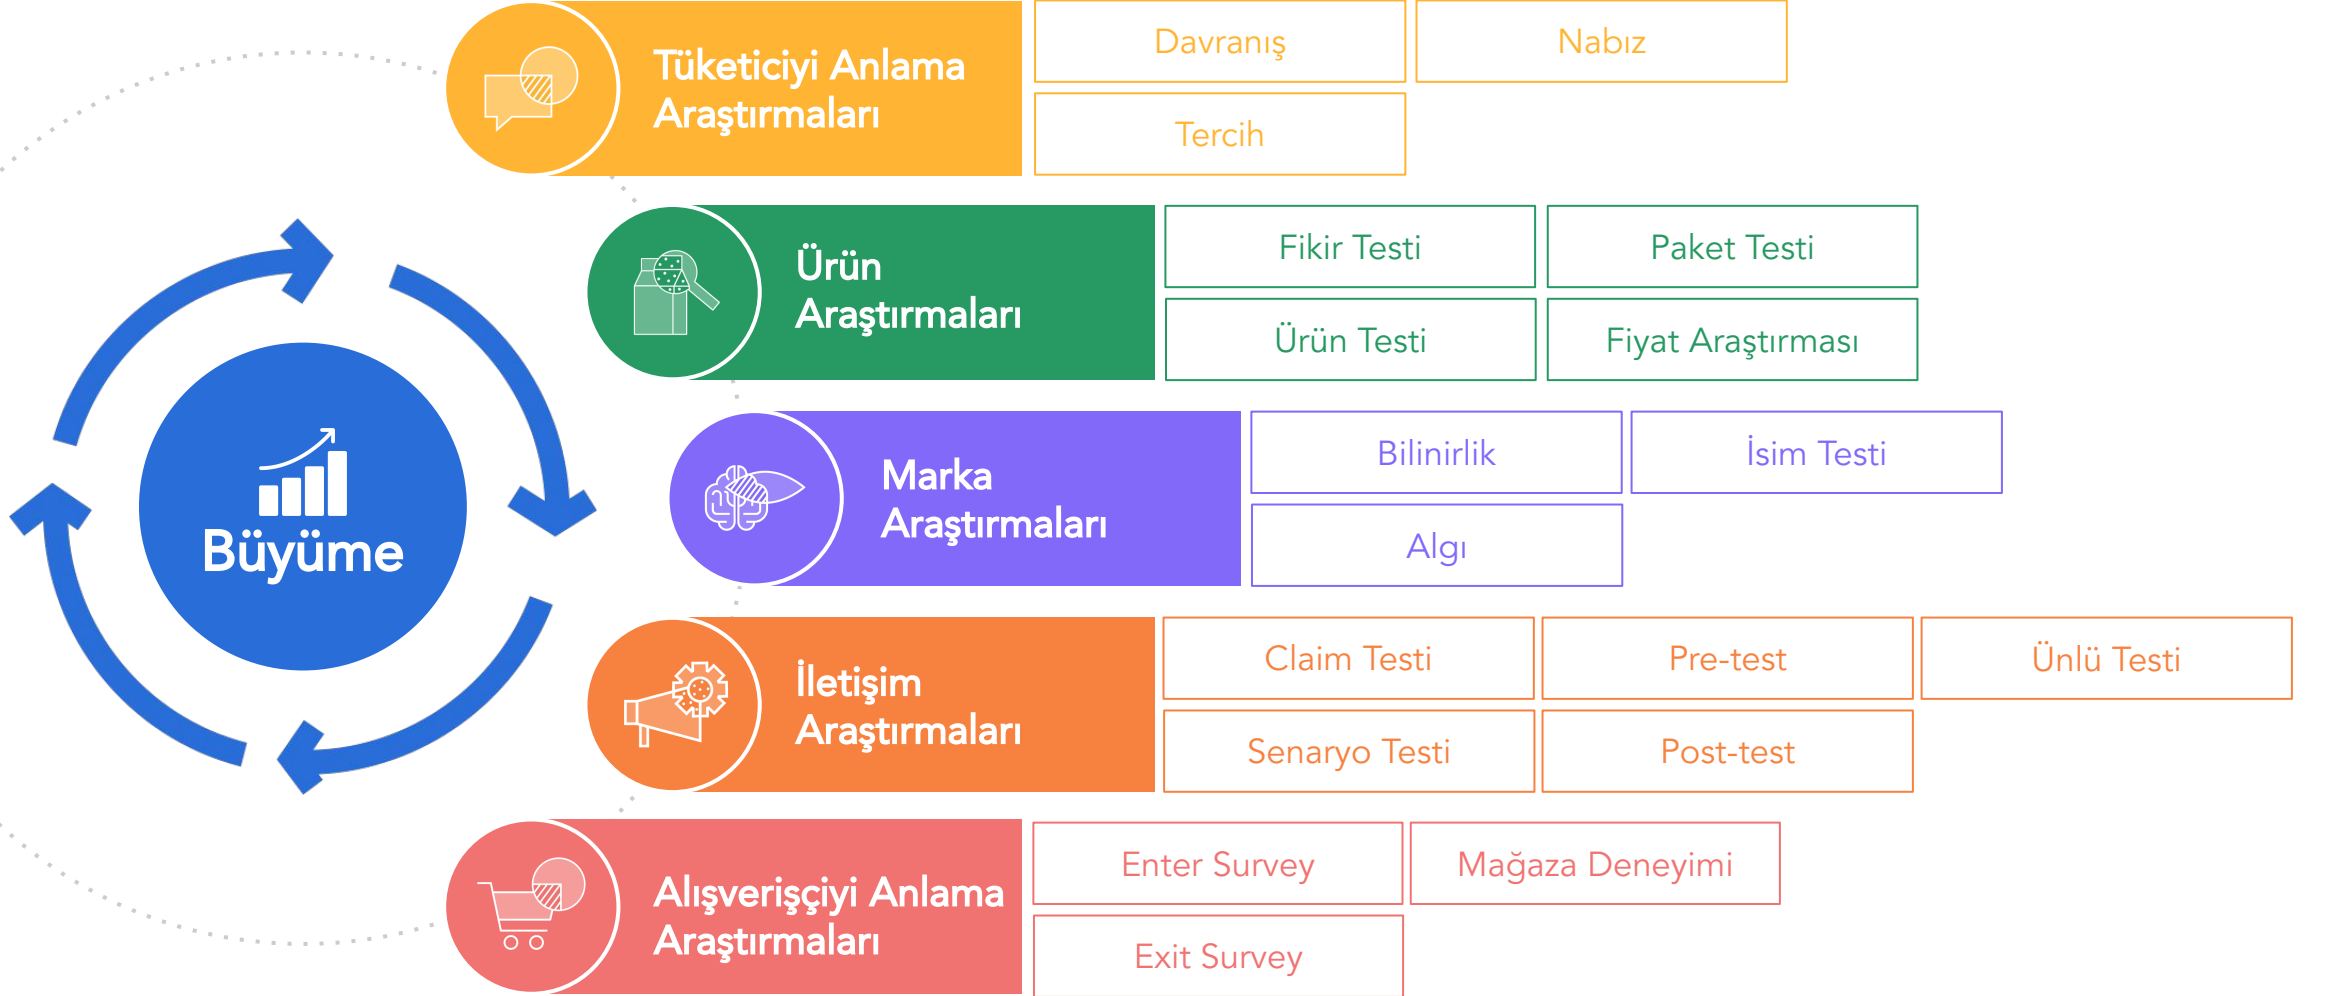 Büyüme
Tüketiciyi Anlama
Araştırmaları
Davranış
Nabız
Tercih
Ürün
Araştırmaları
Fikir Testi
Paket Testi
Ürün Testi
Fiyat Araştırması
Marka
Araştırmaları
Bilinirlik
İsim Testi
Algı
İletişim
Araştırmaları
Claim Testi
Pre-test
Ünlü Testi
Senaryo Testi
Post-test
Alışverişçiyi Anlama
Araştırmaları
Enter Survey
Mağaza Deneyimi
Exit Survey